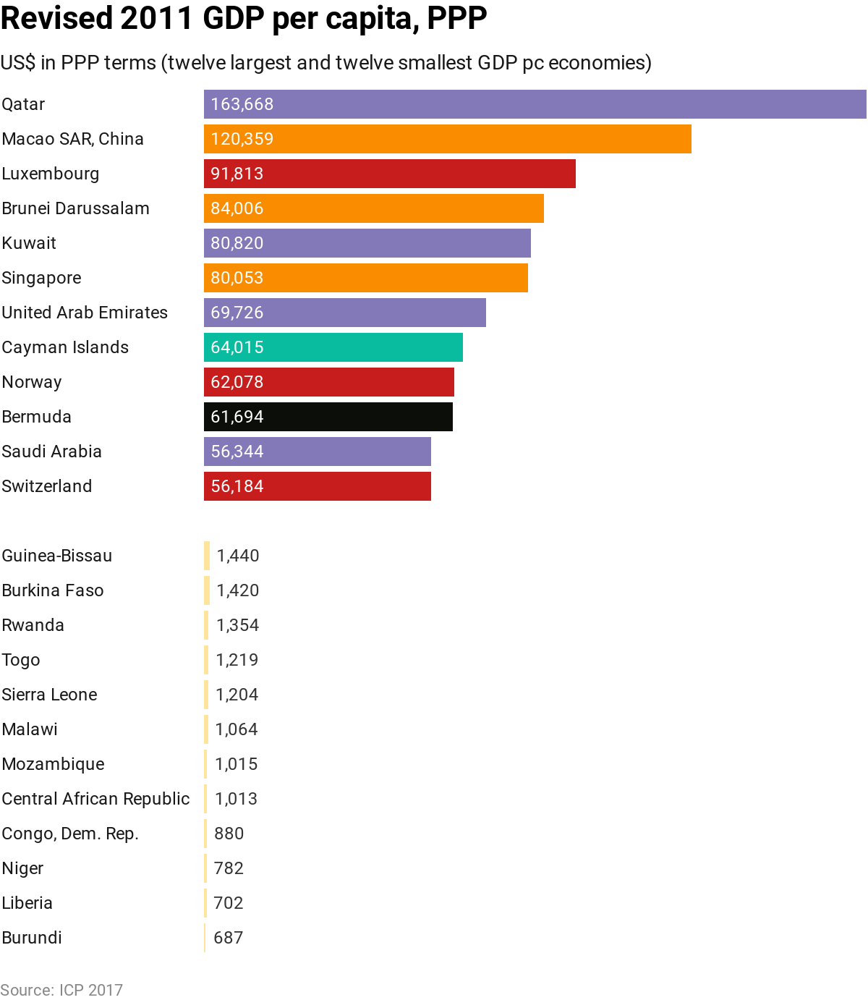 Revised 2011 GDP per capita, PPP
US$ in PPP terms (twelve largest and twelve smallest GDP pc economies)
Qatar 163,668
Macao SAR, China 120,359
Luxembourg 91,813
Brunei Darussalam 84,006
Kuwait 80,820
Singapore 80,053
United Arab Emirates 69,726
Cayman Islands 64,015
Norway 62,078
Bermuda 61,694
Saudi Arabia 56,344
Switzerland 56,184
Guinea-Bissau 1,440
Burkina Faso 1,420
Rwanda 1,354
Togo 1,219
Sierra Leone 1,204
Malawi 1,064
Mozambique 1,015
Central African Republic 1,013
Congo, Dem. Rep. 880
Niger 782
Liberia 702
Burundi 687
Source: ICP 2017